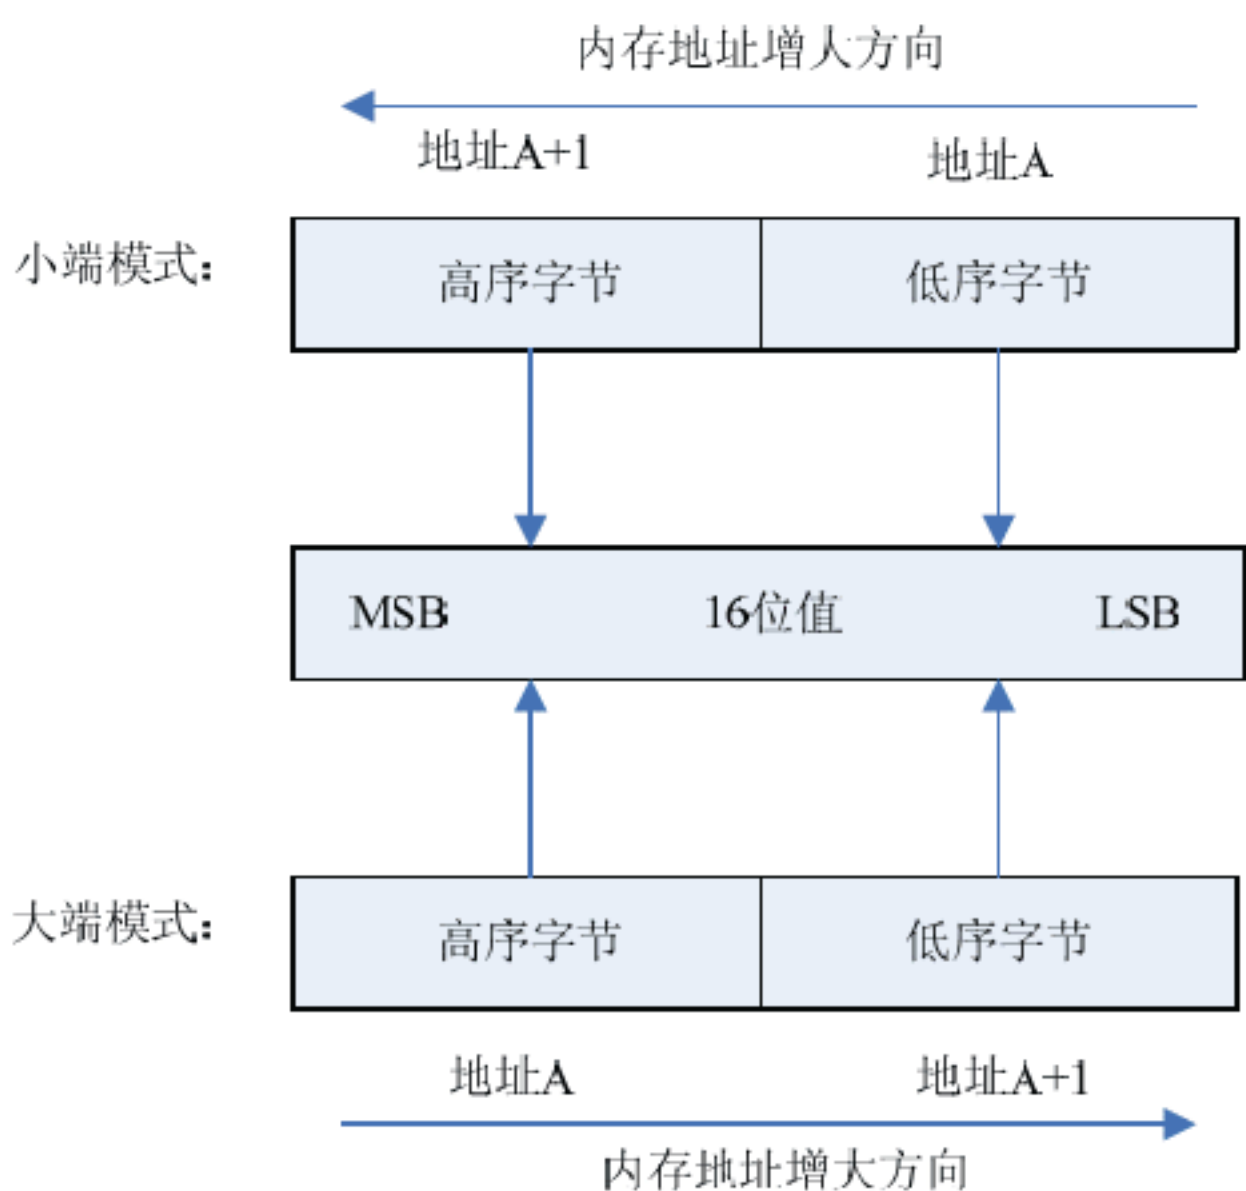 内存地址增大方向
地址A+1 地址A
小端模式：
高序字节 低序字节
MSB 16位值 LSB
大端模式：
高序字节 低序字节
地址A 地址A+1
内存地址增大方向